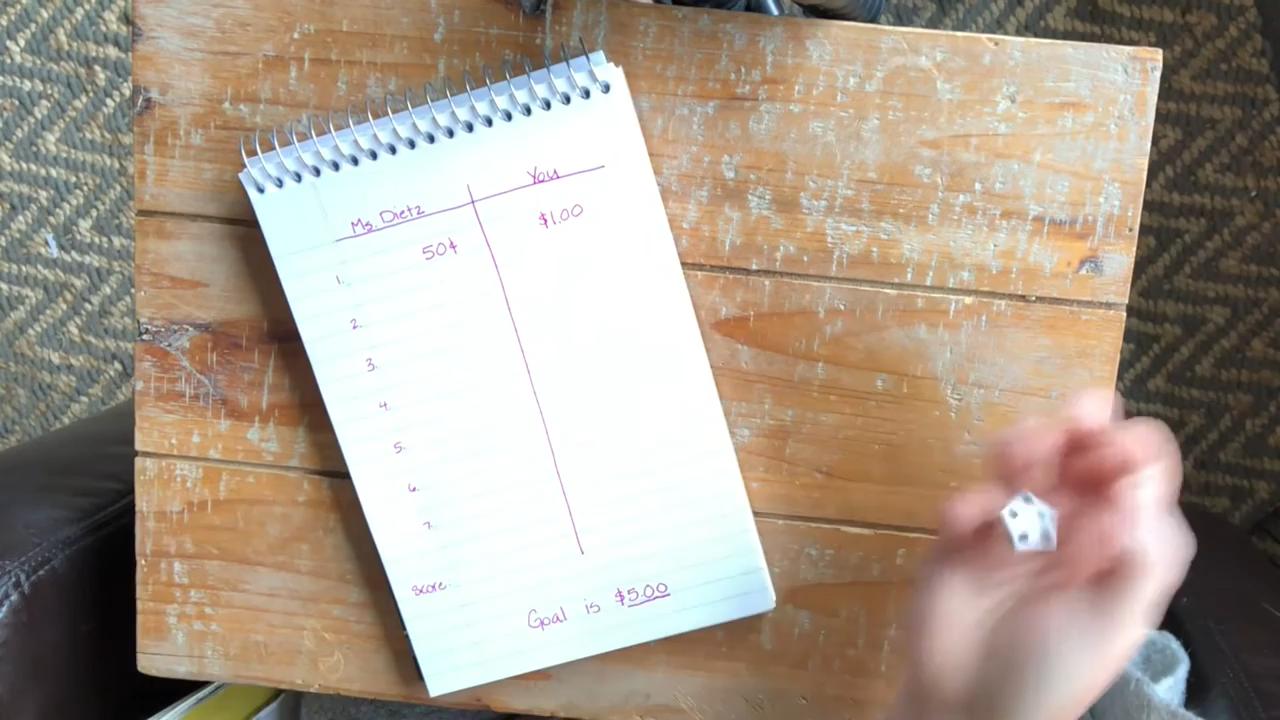 Ms. Dietz You
50¢ $1.00
1.
2.
3.
4.
5.
6.
7.
score.
Goal is $5.00